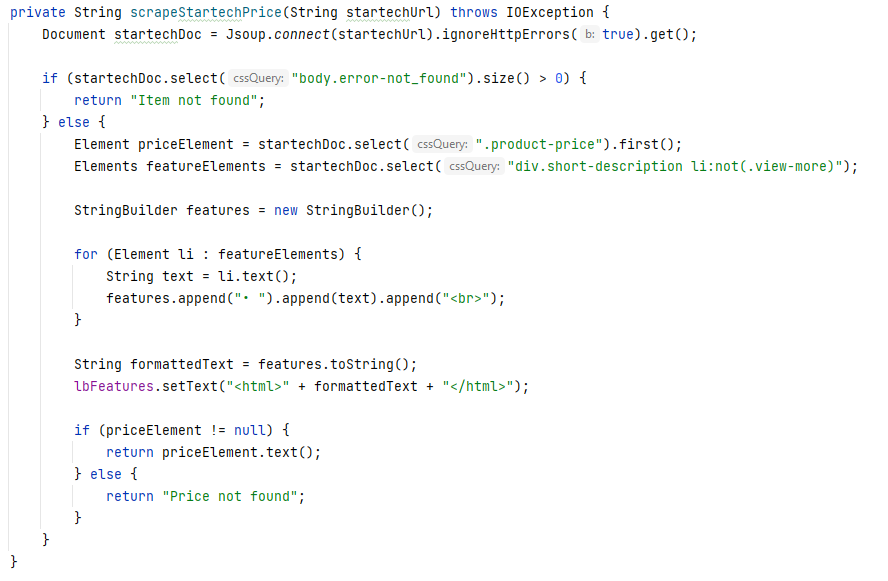 private String scrapeStartechPrice(String startechUrl) throws IOException {
    Document startechDoc = Jsoup.connect(startechUrl).ignoreHttpErrors( b: true).get();

    if (startechDoc.select( cssQuery: "body.error-not_found").size() > 0) {
        return "Item not found";
    } else {
        Element priceElement = startechDoc.select( cssQuery: ".product-price").first();
        Elements featureElements = startechDoc.select( cssQuery: "div.short-description li:not(.view-more)");

        StringBuilder features = new StringBuilder();

        for (Element li : featureElements) {
            String text = li.text();
            features.append("• ").append(text).append("<br>");
        }

        String formattedText = features.toString();
        lbFeatures.setText("<html>" + formattedText + "</html>");

        if (priceElement != null) {
            return priceElement.text();
        } else {
            return "Price not found";
        }
    }
}